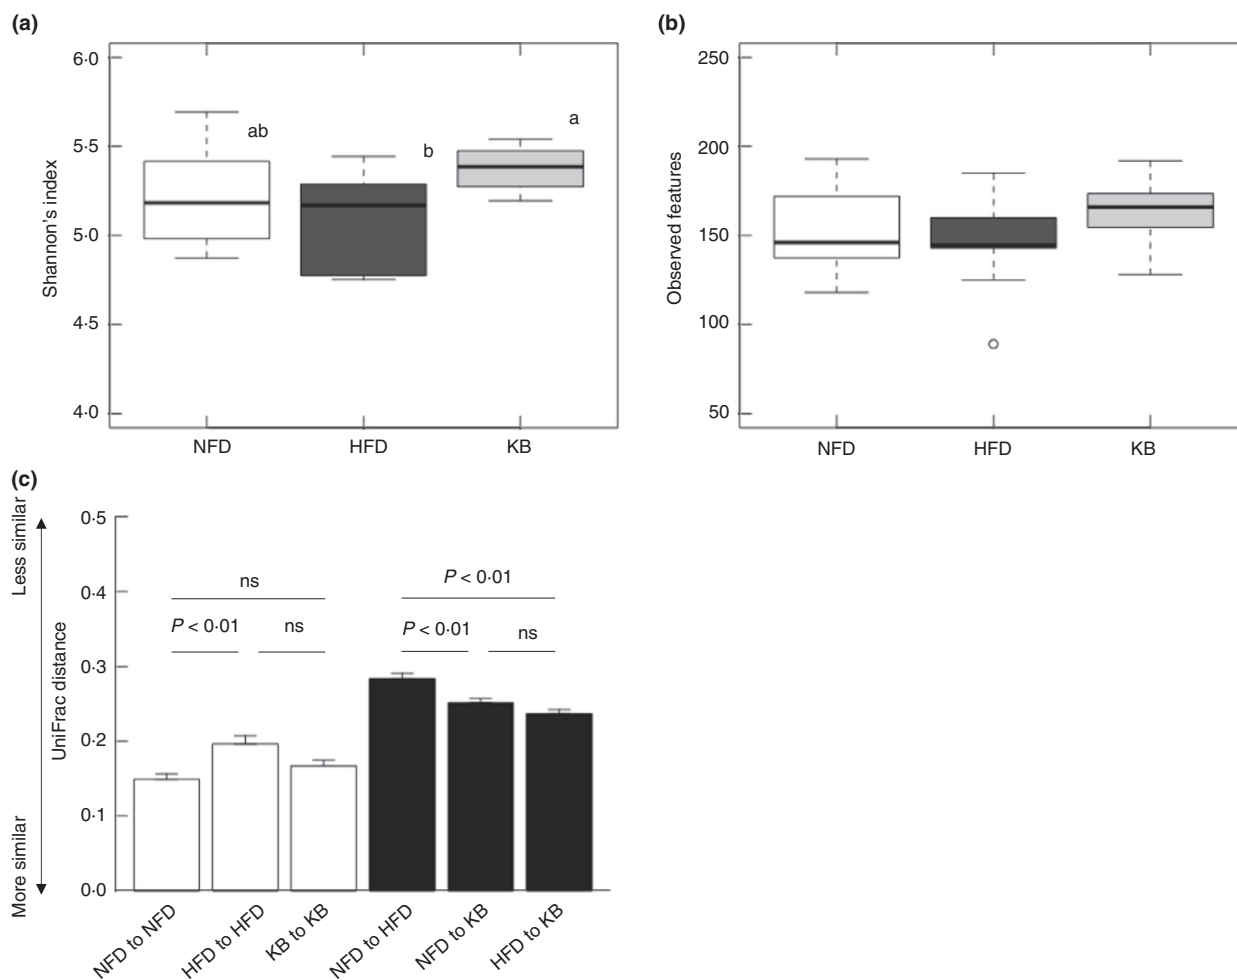 (a)
6·0
5·5
5·0
4·5
4·0
Shannon's index
ab
b
a
NFD
HFD
KB
(b)
250
200
150
100
50
Observed features
NFD
HFD
KB
(c)
Less similar
More similar
UniFrac distance
0·5
0·4
0·3
0·2
0·1
0·0
ns
P < 0·01
ns
P < 0·01
P < 0·01
ns
NFD to NFD
HFD to HFD
KB to KB
NFD to HFD
NFD to KB
HFD to KB